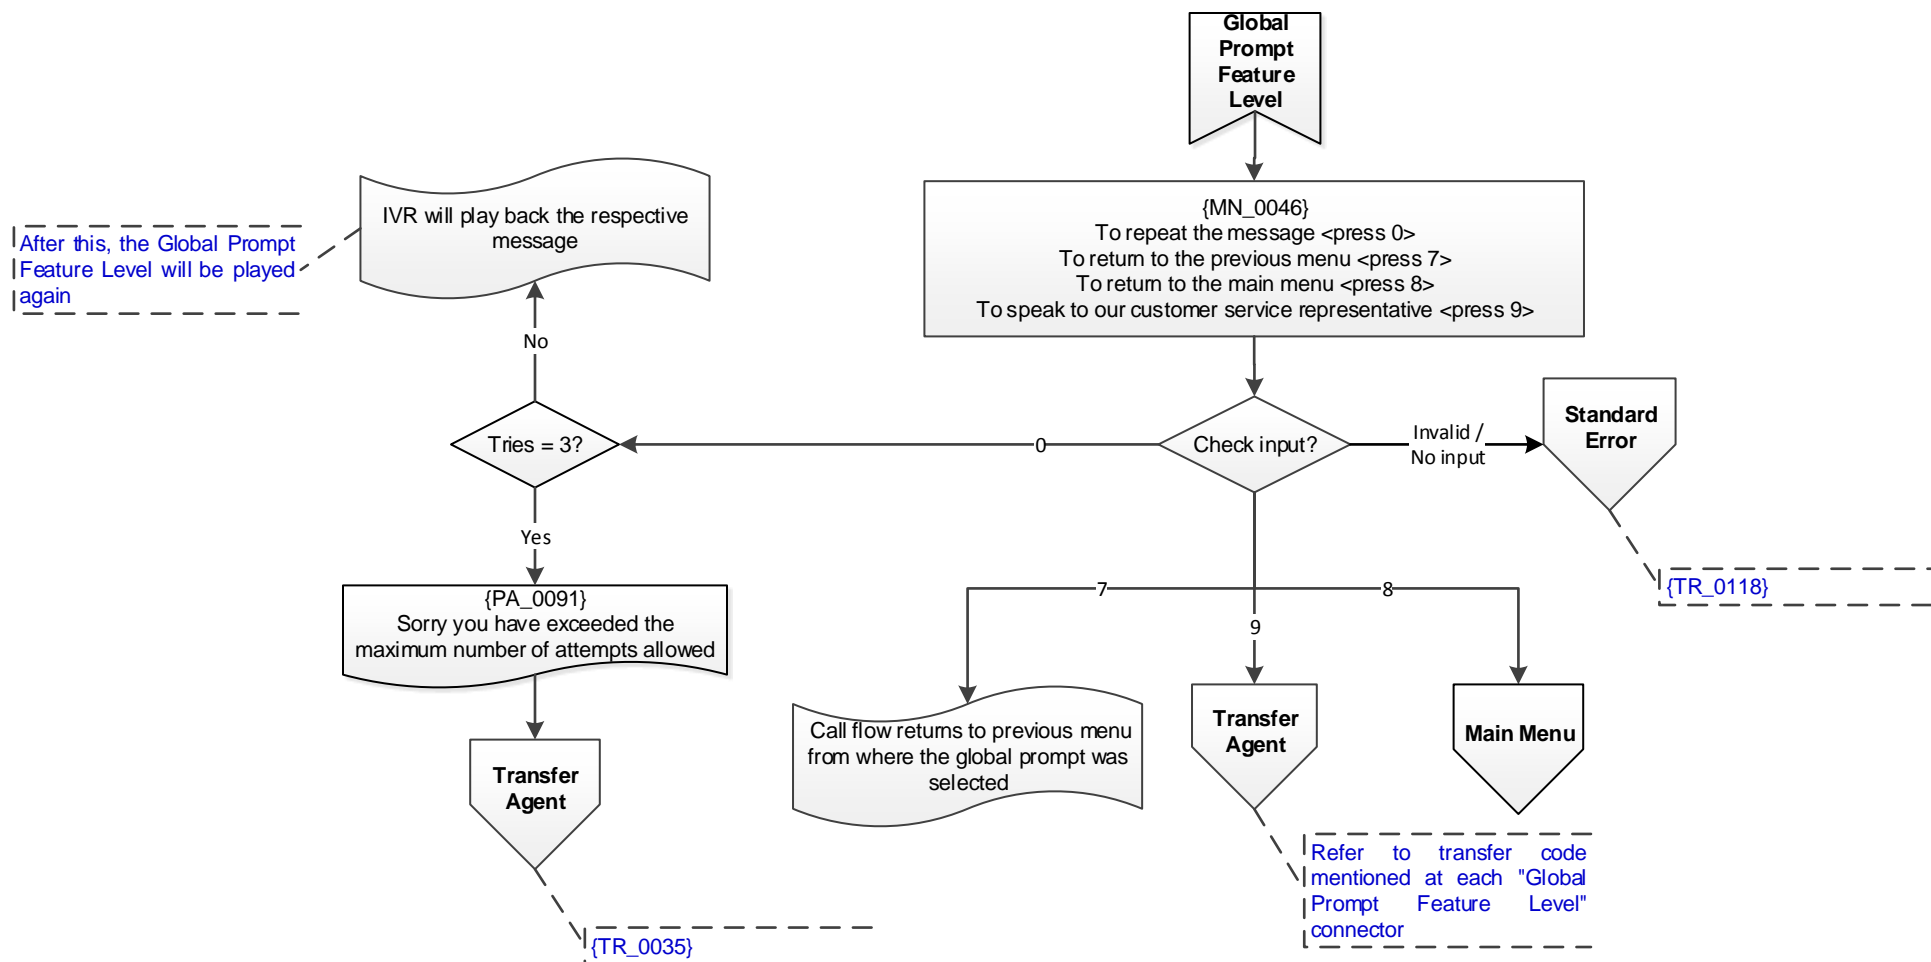 Global
Prompt
Feature
Level
{MN_0046}
To repeat the message <press 0>
To return to the previous menu <press 7>
To return to the main menu <press 8>
To speak to our customer service representative <press 9>
IVR will play back the respective
message
After this, the Global Prompt
Feature Level will be played
again
No
Tries = 3?
0
Check input?
Invalid /
No input
Standard
Error
{TR_0118}
Yes
{PA_0091}
Sorry you have exceeded the
maximum number of attempts allowed
7
8
9
Call flow returns to previous menu
from where the global prompt was
selected
Transfer
Agent
Main Menu
Transfer
Agent
Refer to transfer code
mentioned at each "Global
Prompt Feature Level"
connector
{TR_0035}